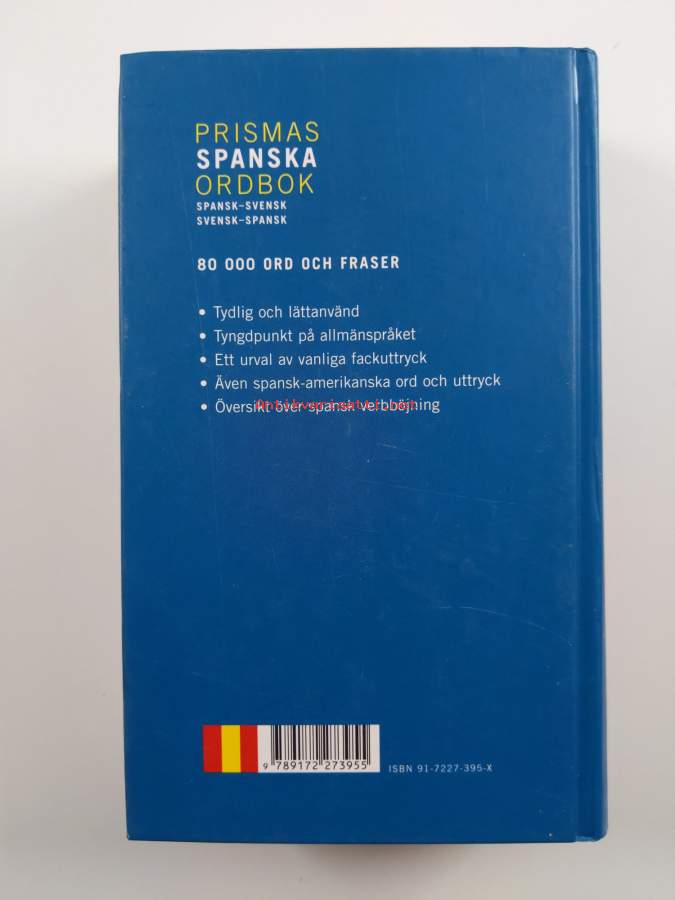 PRISMAS
SPANSKA
ORDBOK
SPANSK–SVENSK
SVENSK–SPANSK
80 000 ORD OCH FRASER
• Tydlig och lättanvänd
• Tyngdpunkt på allmänspråket
• Ett urval av vanliga fackuttryck
• Även spansk-amerikanska ord och uttryck
• Översikt över spansk verbböjning
Antikvariaatti.net
9 789172 273955
ISBN 91-7227-395-X